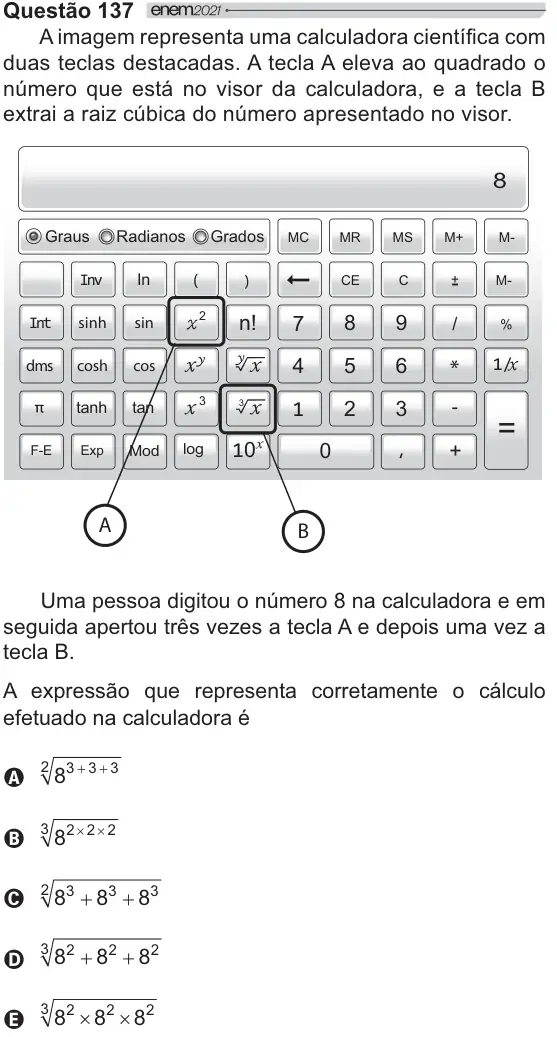 Questão 137 enem2021
A imagem representa uma calculadora científica com
duas teclas destacadas. A tecla A eleva ao quadrado o
número que está no visor da calculadora, e a tecla B
extrai a raiz cúbica do número apresentado no visor.
8
Graus Radianos Grados MC MR MS M+ M-
Inv ln ( ) ← CE C ± M-
Int sinh sin x² n! 7 8 9 / %
dms cosh cos xʸ ʸ√x 4 5 6 * 1/x
π tanh tan x³ ³√x 1 2 3 - =
F-E Exp Mod log 10ˣ 0 , +
A B
Uma pessoa digitou o número 8 na calculadora e em
seguida apertou três vezes a tecla A e depois uma vez a
tecla B.
A expressão que representa corretamente o cálculo
efetuado na calculadora é
A ²√8³⁺³⁺³
B ³√8²ˣ²ˣ²
C ²√8³ + 8³ + 8³
D ³√8² + 8² + 8²
E ³√8² × 8² × 8²